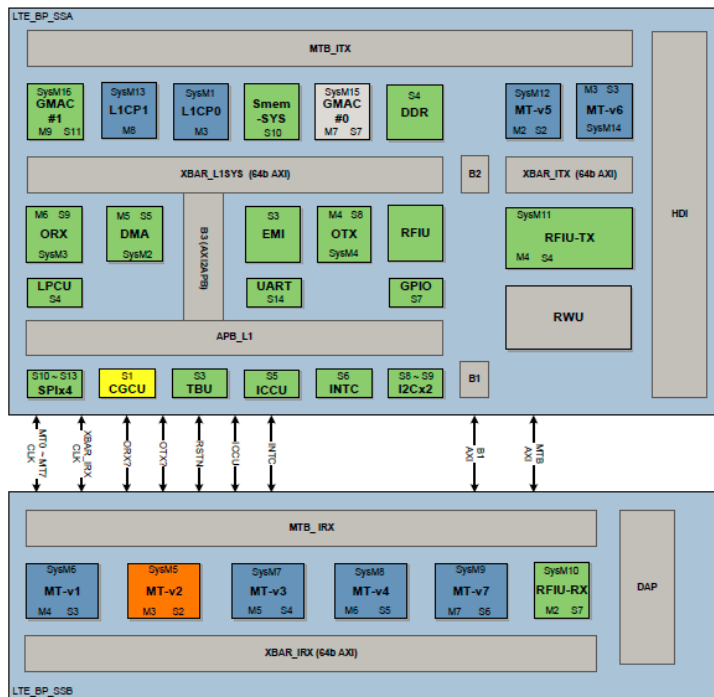 LTE_BP_SSA
MTB_ITX
HDI
SysM16
GMAC
#1
M9 S11
SysM13
L1CP1
M8
SysM1
L1CP0
M3
Smem
-SYS
S10
SysM15
GMAC
#0
M7 S7
S4
DDR
SysM12
MT-v5
M2 S2
M3 S3
MT-v6
SysM14
XBAR_L1SYS (64b AXI)
B2
XBAR_ITX (64b AXI)
M6 S9
ORX
SysM3
M5 S5
DMA
SysM2
B3 (AXI2APB)
S3
EMI
M4 S8
OTX
SysM4
RFIU
SysM11
RFIU-TX
M4 S4
LPCU
S4
UART
S14
GPIO
S7
RWU
APB_L1
S10 ~ S13
SPIx4
S1
CGCU
S3
TBU
S5
ICCU
S6
INTC
S8 ~ S9
I2Cx2
B1
MT0 ~ MT7
CLK
XBAR_IRX
CLK
ORX?
OTX?
RSTN
ICCU
INTC
B1
AXI
MTB
AXI
MTB_IRX
DAP
SysM6
MT-v1
M4 S3
SysM5
MT-v2
M3 S2
SysM7
MT-v3
M5 S4
SysM8
MT-v4
M6 S5
SysM9
MT-v7
M7 S6
SysM10
RFIU-RX
M2 S7
XBAR_IRX (64b AXI)
LTE_BP_SSB